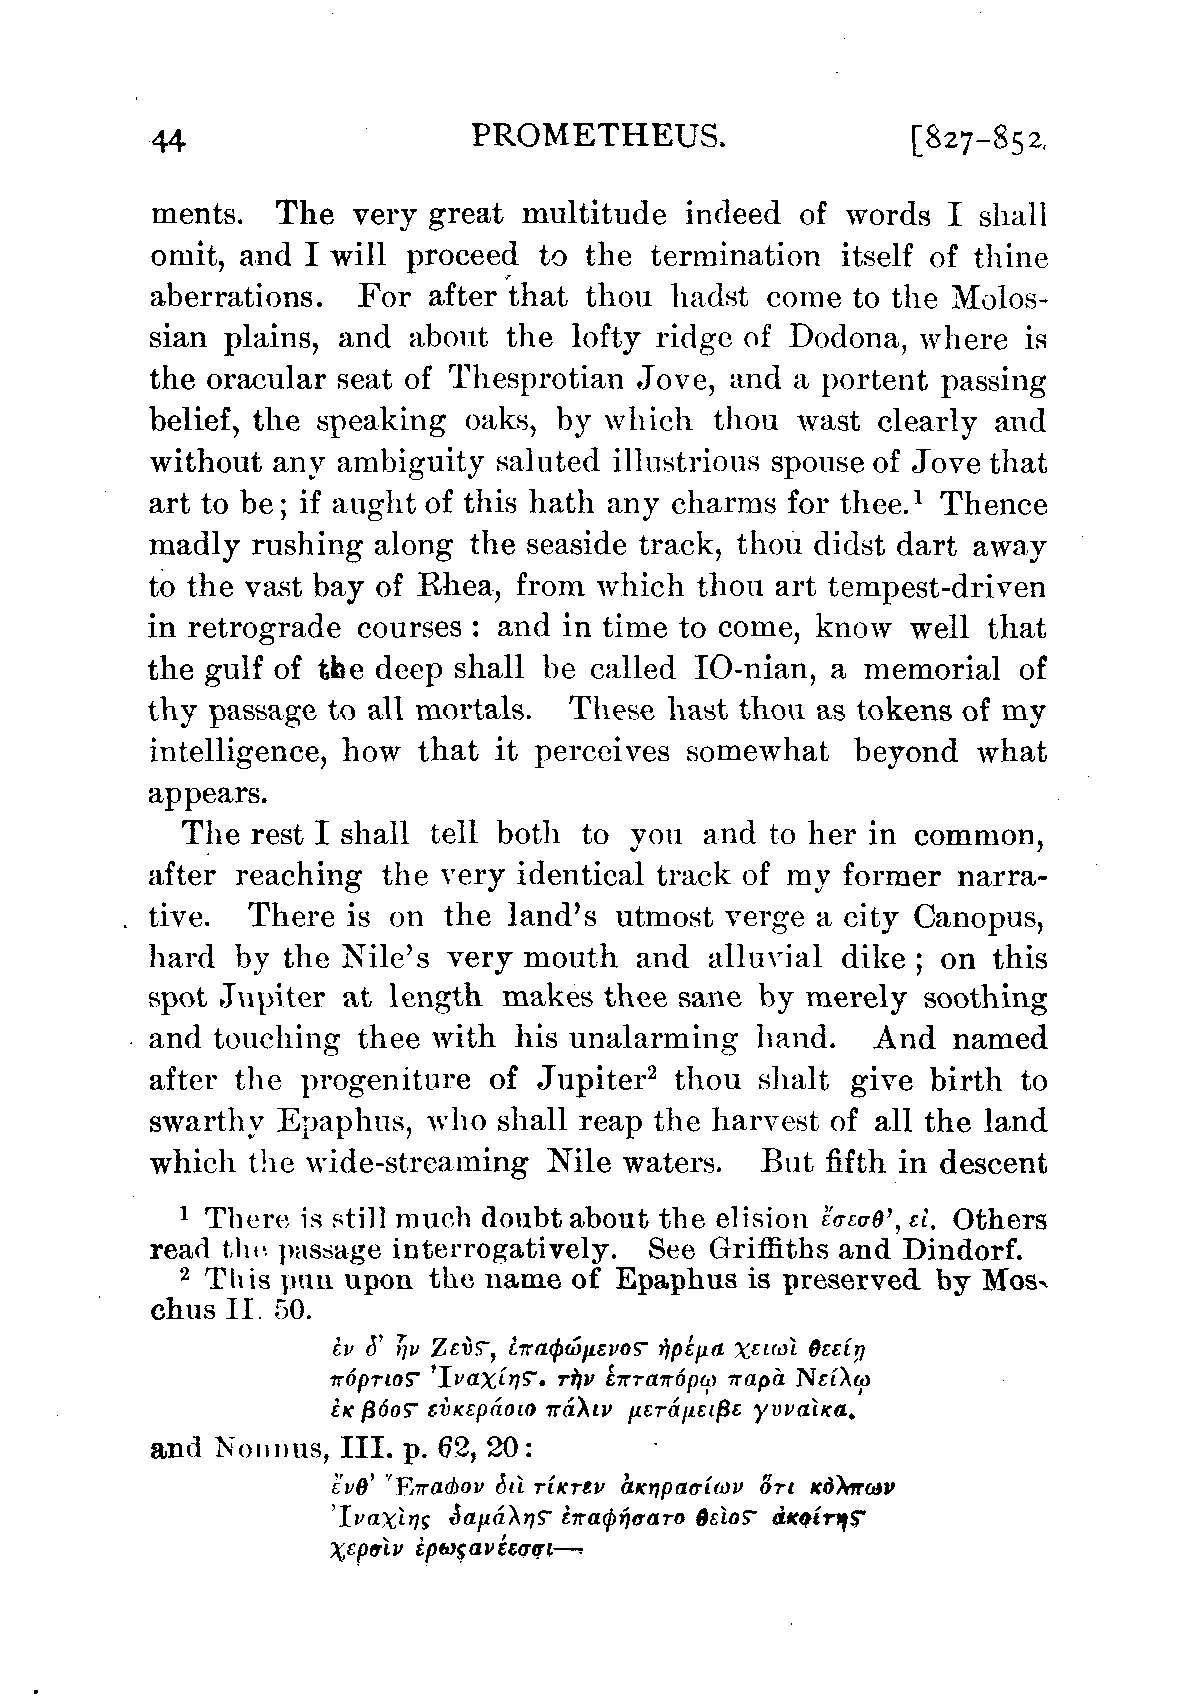 44 PROMETHEUS. [827-852.
ments. The very great multitude indeed of words I shall
omit, and I will proceed to the termination itself of thine
aberrations. For after that thou hadst come to the Molos-
sian plains, and about the lofty ridge of Dodona, where is
the oracular seat of Thesprotian Jove, and a portent passing
belief, the speaking oaks, by which thou wast clearly and
without any ambiguity saluted illustrious spouse of Jove that
art to be; if aught of this hath any charms for thee.¹ Thence
madly rushing along the seaside track, thou didst dart away
to the vast bay of Rhea, from which thou art tempest-driven
in retrograde courses: and in time to come, know well that
the gulf of the deep shall be called IO-nian, a memorial of
thy passage to all mortals. These hast thou as tokens of my
intelligence, how that it perceives somewhat beyond what
appears.
The rest I shall tell both to you and to her in common,
after reaching the very identical track of my former narra-
tive. There is on the land's utmost verge a city Canopus,
hard by the Nile's very mouth and alluvial dike; on this
spot Jupiter at length makes thee sane by merely soothing
and touching thee with his unalarming hand. And named
after the progeniture of Jupiter² thou shalt give birth to
swarthy Epaphus, who shall reap the harvest of all the land
which the wide-streaming Nile waters. But fifth in descent
¹ There is still much doubt about the elision ἔσεσθ', εἰ. Others
read the passage interrogatively. See Griffiths and Dindorf.
² This pun upon the name of Epaphus is preserved by Mos-
chus II. 50.
ἐν δ' ἦν Ζεὺς, ἐπαφώμενος ἠρέμα χειωὶ θεείῃ
πόρτιος Ἰναχίης. τὴν ἑπταπόρῳ παρὰ Νείλῳ
ἐκ βόος εὐκεράοιο πάλιν μετάμειβε γυναῖκα.
and Nonnus, III. p. 62, 20:
ἔνθ' Ἔπαφον διὶ τίκτεν ἀκηρασίων ὅτι κόλπων
Ἰναχίης δαμάλης ἐπαφήσατο θεῖος ἀκοίτης
χερσὶν ἐρωςανέεσσι—